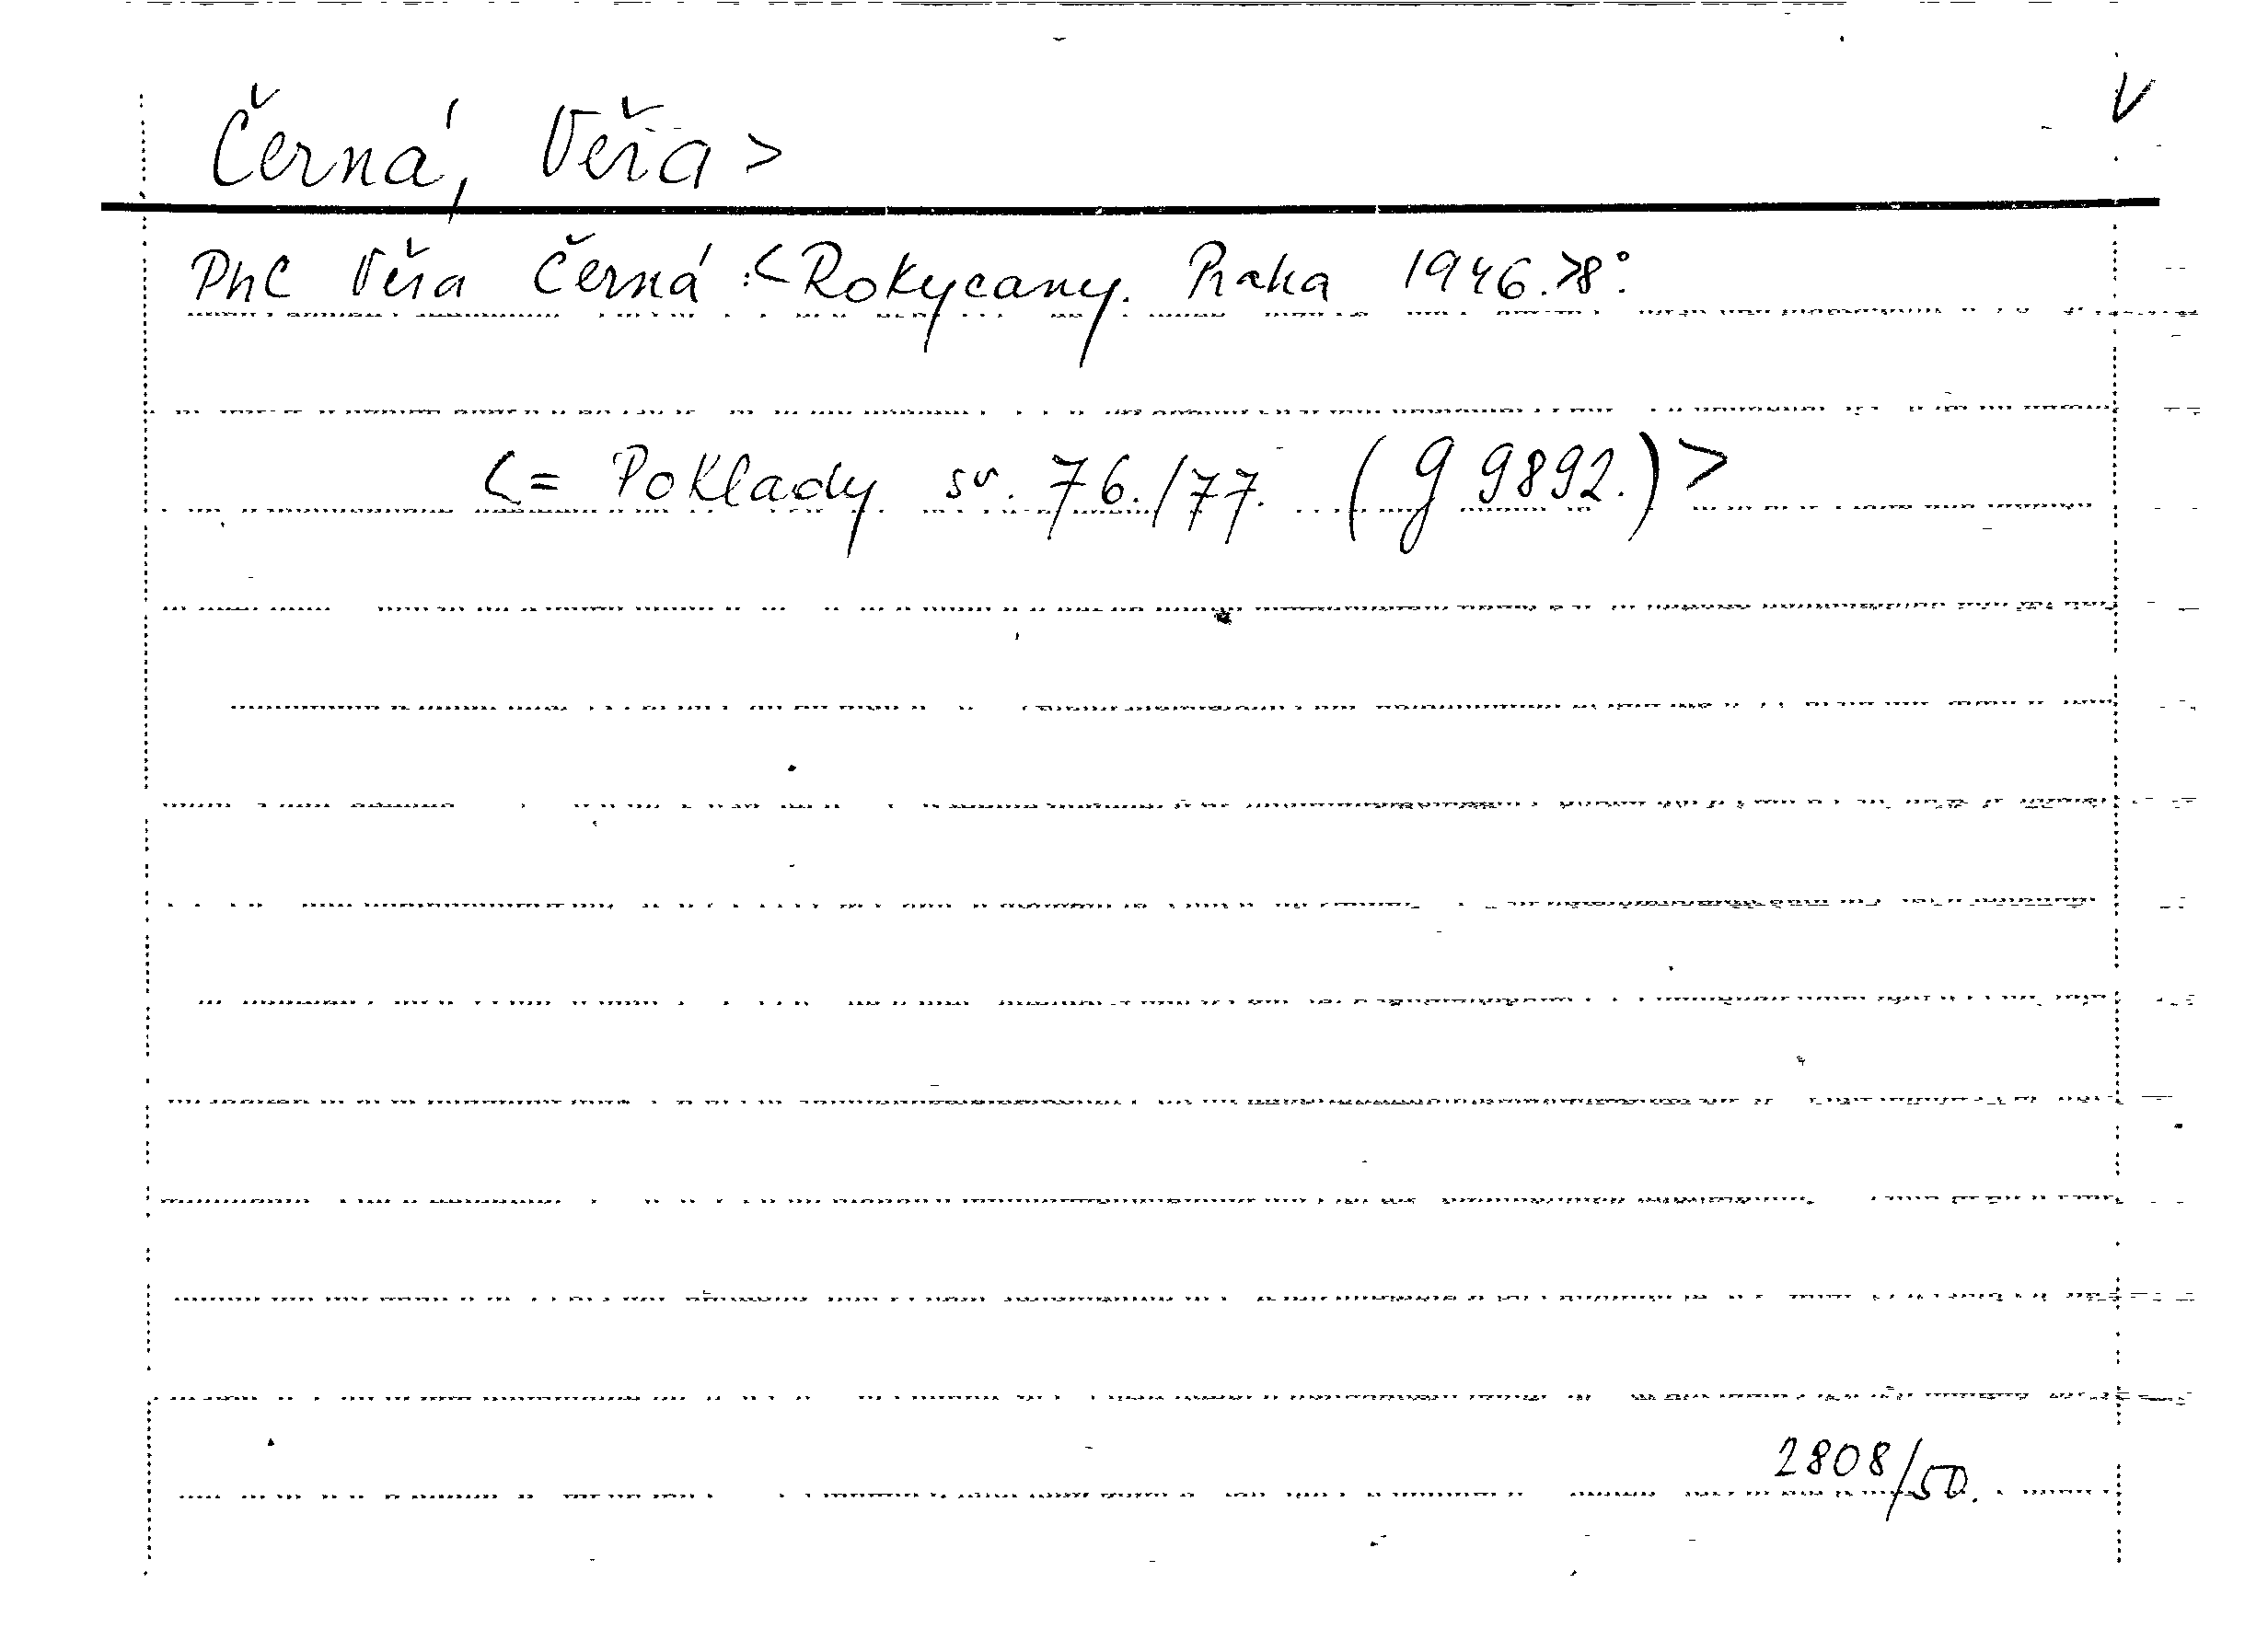 V
Černá, Věra >
PhC Věra Černá :< Rokycany. Praha 1946.>8°.
<= Poklady sv. 76./77. (g 9892.) >
2808/50.